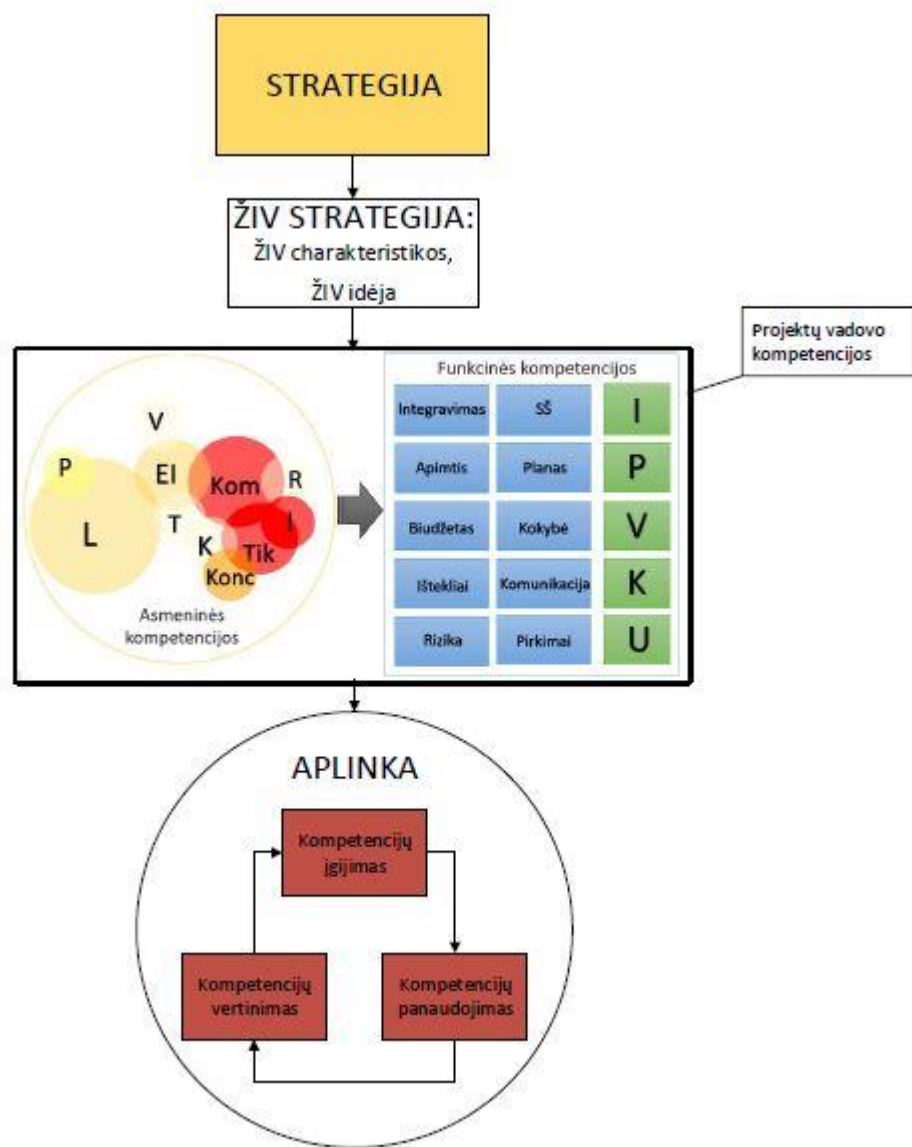 STRATEGIJA
ŽIV STRATEGIJA:
ŽIV charakteristikos,
ŽIV idėja
Projektų vadovo
kompetencijos
V
P
EI
Kom
R
L
T
K
I
Tik
Konc
Asmeninės
kompetencijos
Funkcinės kompetencijos
Integravimas
SŠ
I
Apimtis
Planas
P
Biudžetas
Kokybė
V
Ištekliai
Komunikacija
K
Rizika
Pirkimai
U
APLINKA
Kompetencijų
įgijimas
Kompetencijų
vertinimas
Kompetencijų
panaudojimas